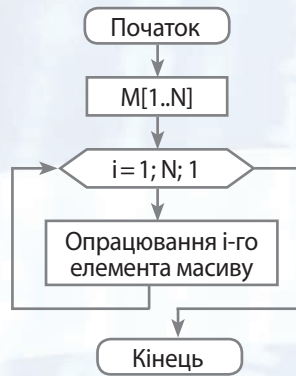 Початок
M[1..N]
i = 1; N; 1
Опрацювання i-го
елемента масиву
Кінець